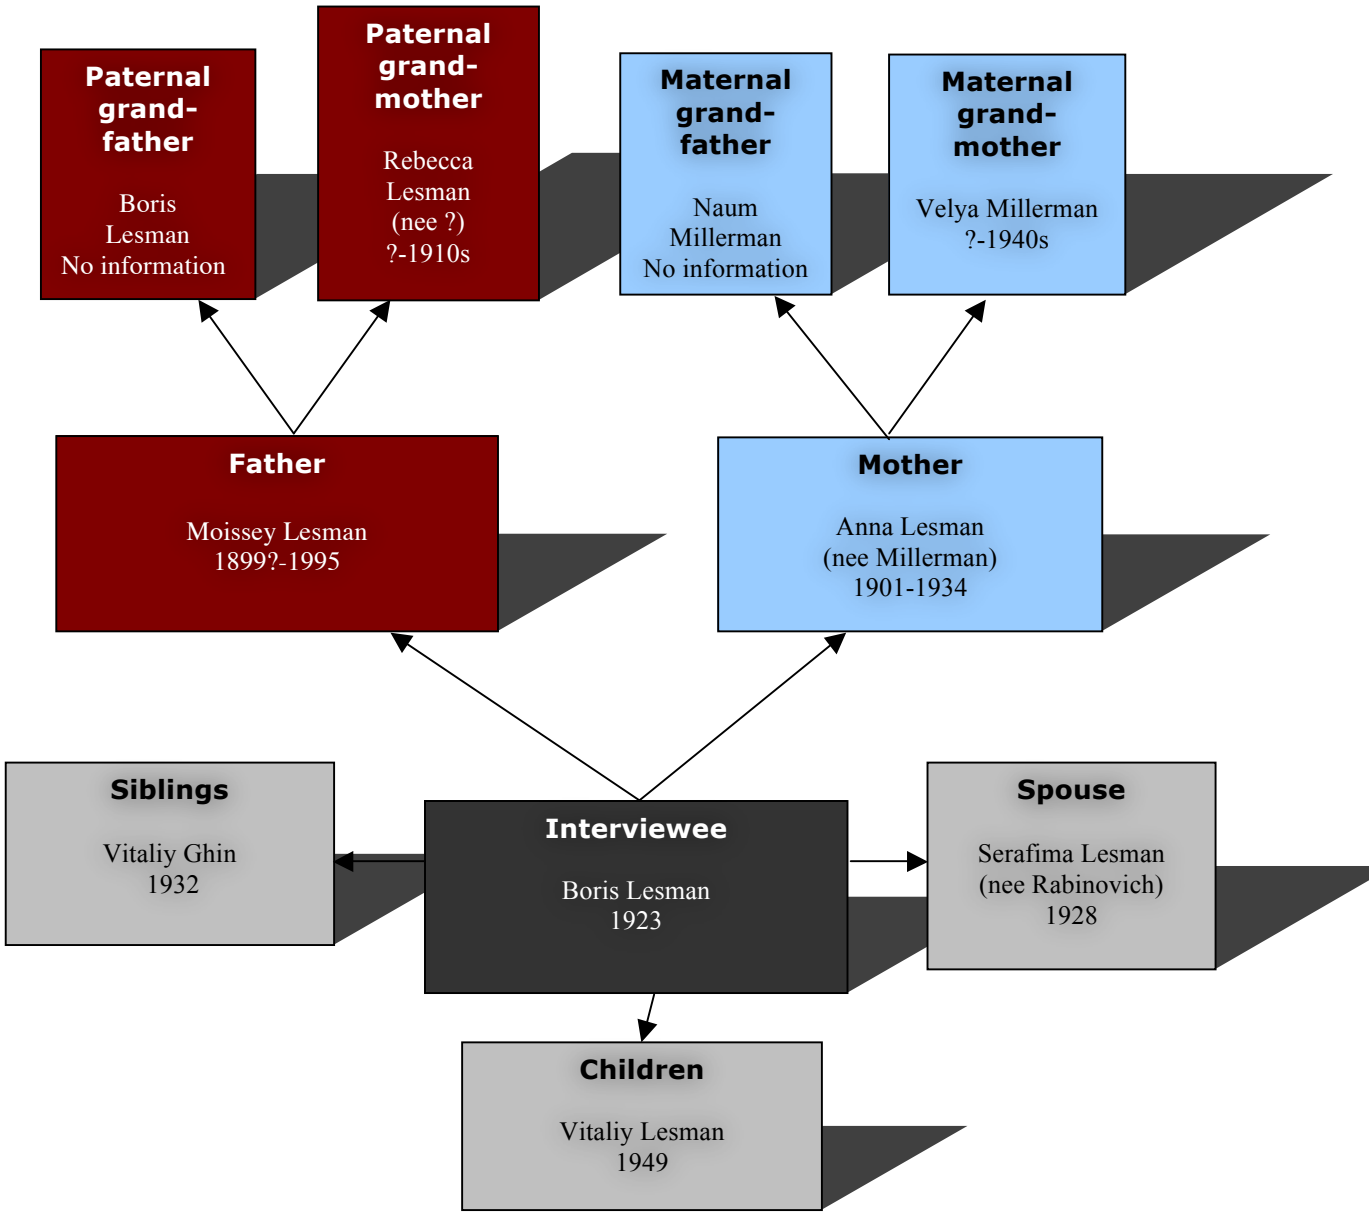 Paternal
grand-
father
Boris
Lesman
No information
Paternal
grand-
mother
Rebecca
Lesman
(nee ?)
?-1910s
Maternal
grand-
father
Naum
Millerman
No information
Maternal
grand-
mother
Velya Millerman
?-1940s
Father
Moissey Lesman
1899?-1995
Mother
Anna Lesman
(nee Millerman)
1901-1934
Siblings
Vitaliy Ghin
1932
Interviewee
Boris Lesman
1923
Spouse
Serafima Lesman
(nee Rabinovich)
1928
Children
Vitaliy Lesman
1949